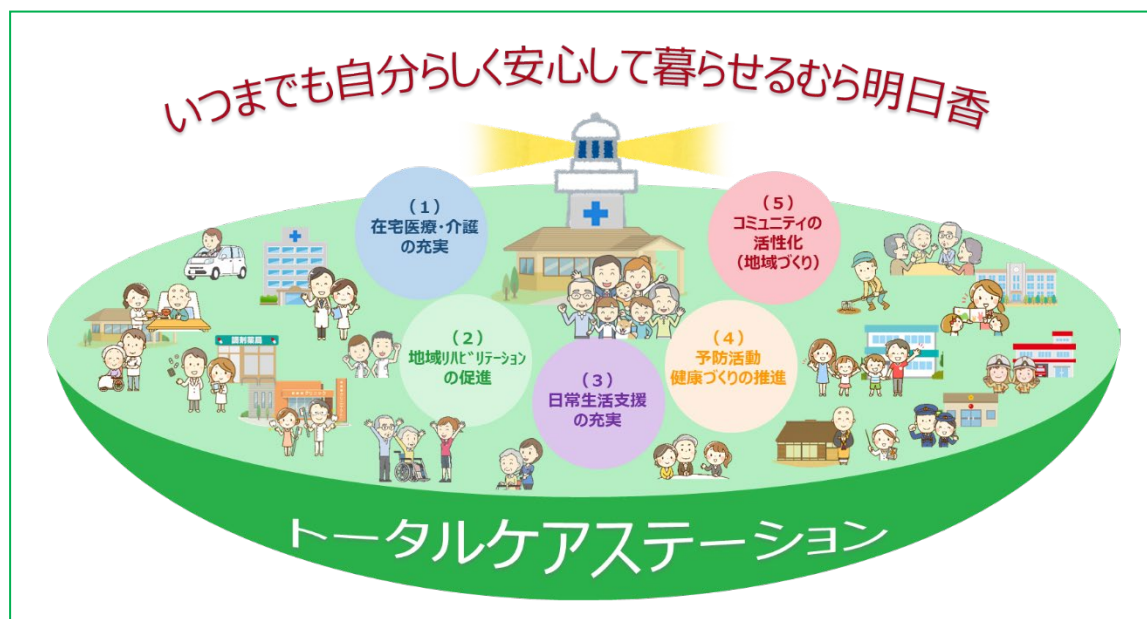 いつまでも自分らしく安心して暮らせるむら明日香
(1)
在宅医療・介護
の充実
(5)
コミュニティの
活性化
(地域づくり)
(2)
地域ﾘﾊﾋﾞﾘﾃｰｼｮﾝ
の促進
(4)
予防活動
健康づくりの推進
(3)
日常生活支援
の充実
調剤薬局
トータルケアステーション